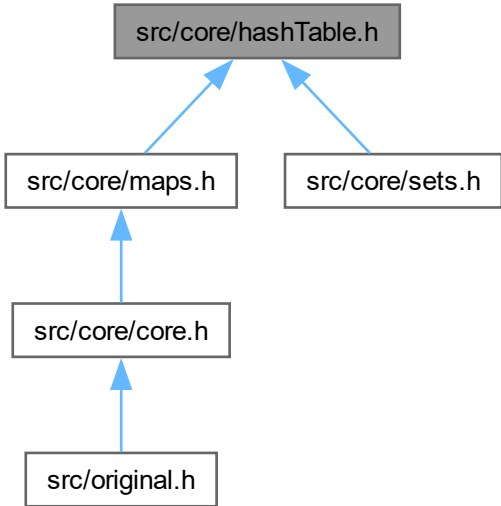 src/core/hashTable.h
src/core/maps.h
src/core/sets.h
src/core/core.h
src/original.h